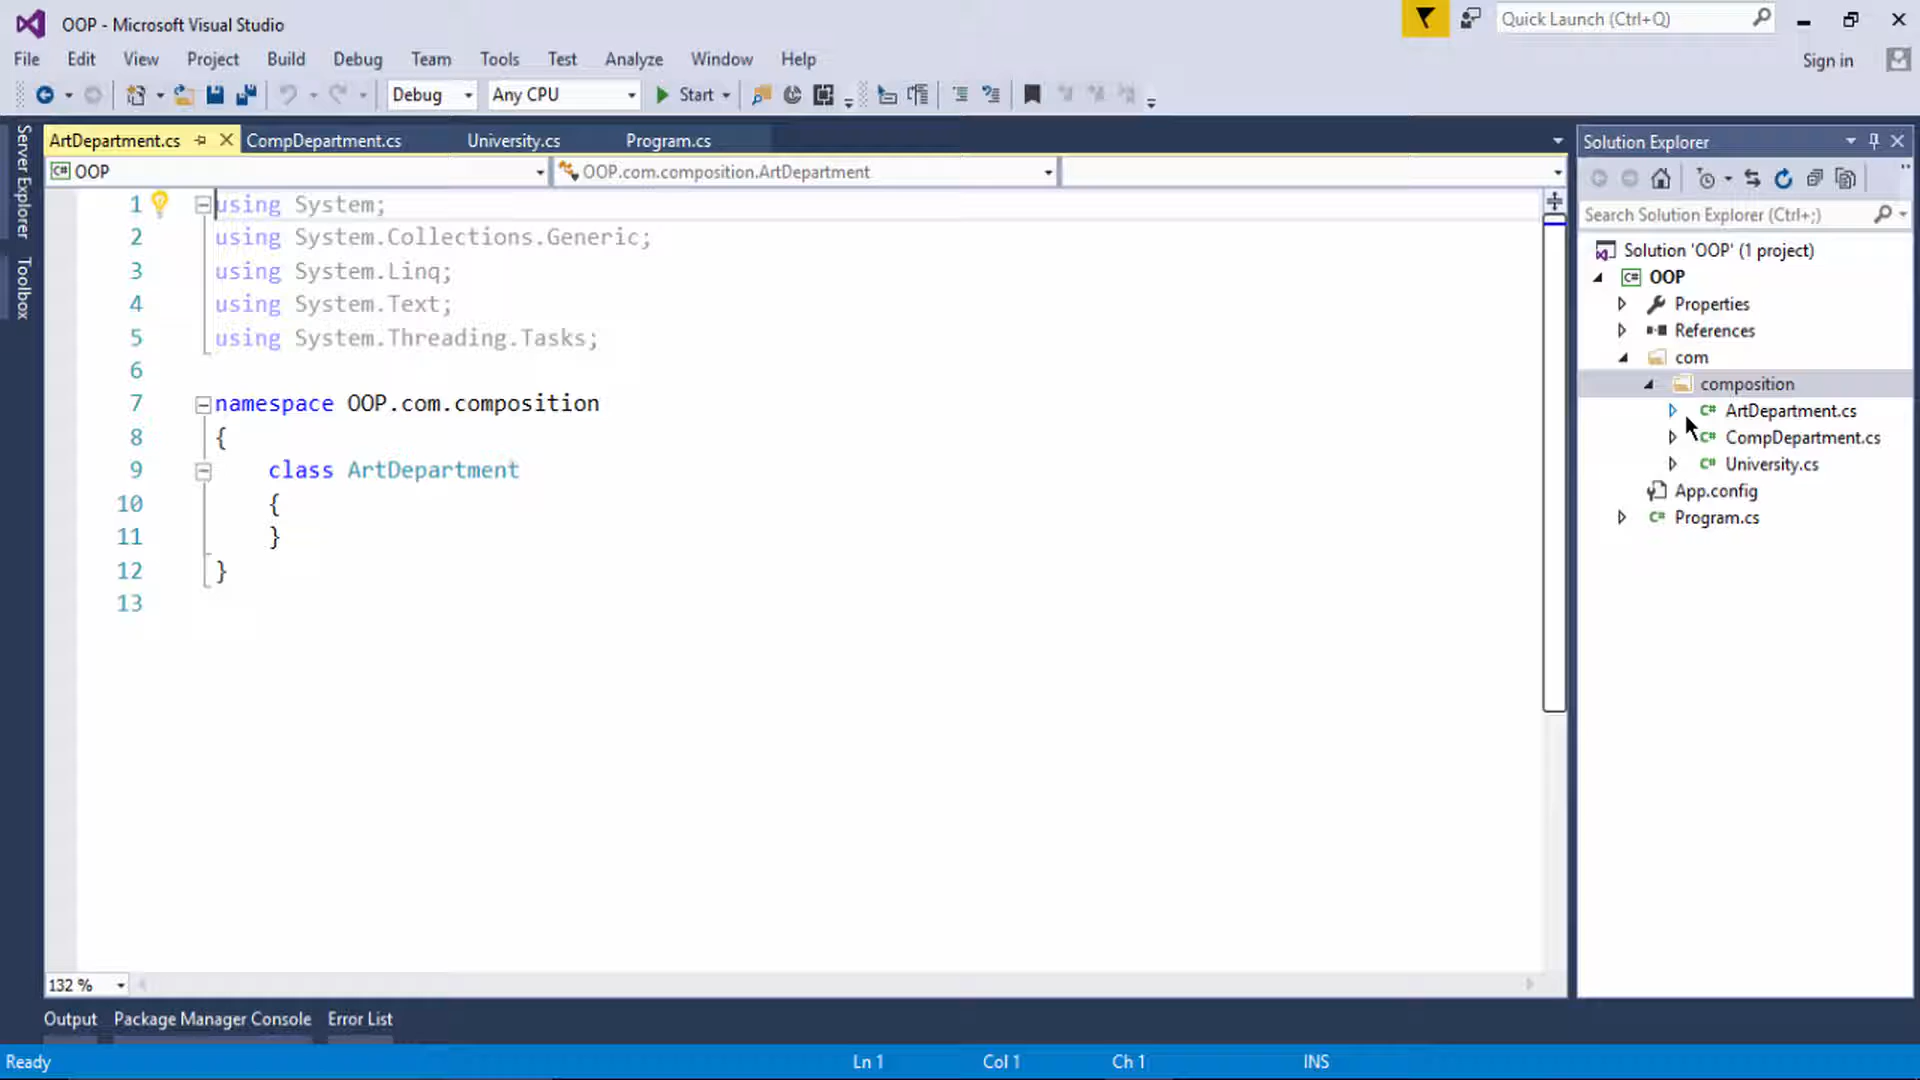 OOP - Microsoft Visual Studio
Quick Launch (Ctrl+Q)
File Edit View Project Build Debug Team Tools Test Analyze Window Help
Sign in
Debug Any CPU Start
Server Explorer
Toolbox
ArtDepartment.cs CompDepartment.cs University.cs Program.cs
C# OOP OOP.com.composition.ArtDepartment
1 using System;
2 using System.Collections.Generic;
3 using System.Linq;
4 using System.Text;
5 using System.Threading.Tasks;
6
7 namespace OOP.com.composition
8 {
9 class ArtDepartment
10 {
11 }
12 }
13
132 %
Solution Explorer
Search Solution Explorer (Ctrl+;)
Solution 'OOP' (1 project)
C# OOP
Properties
References
com
composition
C# ArtDepartment.cs
C# CompDepartment.cs
C# University.cs
App.config
C# Program.cs
Output Package Manager Console Error List
Ready Ln 1 Col 1 Ch 1 INS